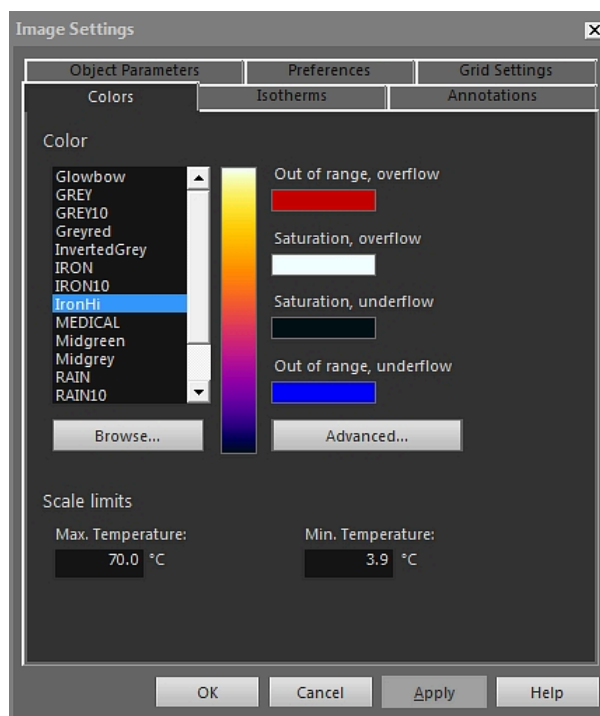 Image Settings
Object Parameters
Preferences
Grid Settings
Colors
Isotherms
Annotations
Color
Glowbow
GREY
GREY10
Greyred
InvertedGrey
IRON
IRON10
IronHi
MEDICAL
Midgreen
Midgrey
RAIN
RAIN10
Out of range, overflow
Saturation, overflow
Saturation, underflow
Out of range, underflow
Browse...
Advanced...
Scale limits
Max. Temperature:
70.0 °C
Min. Temperature:
3.9 °C
OK
Cancel
Apply
Help